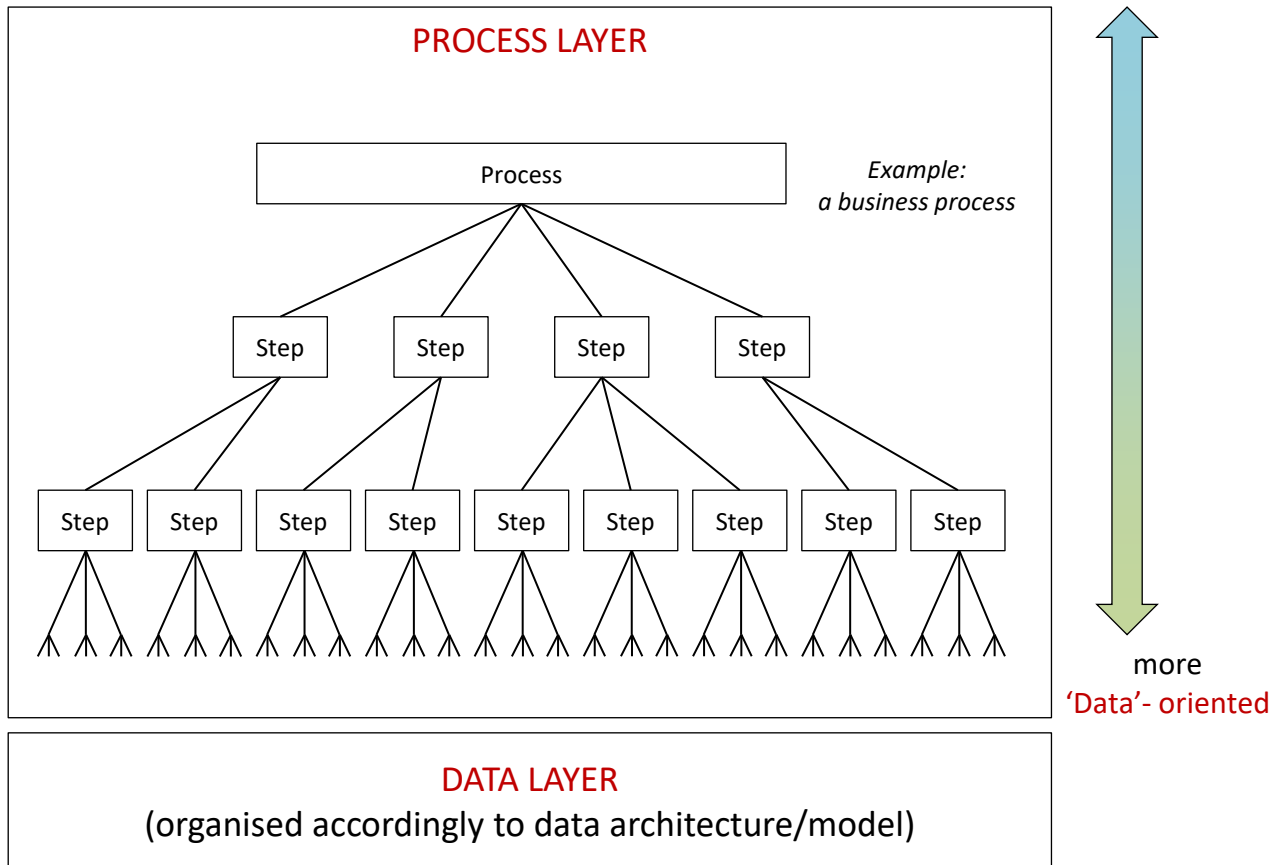 PROCESS LAYER
Process
Example:
a business process
Step
Step
Step
Step
Step
Step
Step
Step
Step
Step
Step
Step
Step
more
‘Data’- oriented
DATA LAYER
(organised accordingly to data architecture/model)